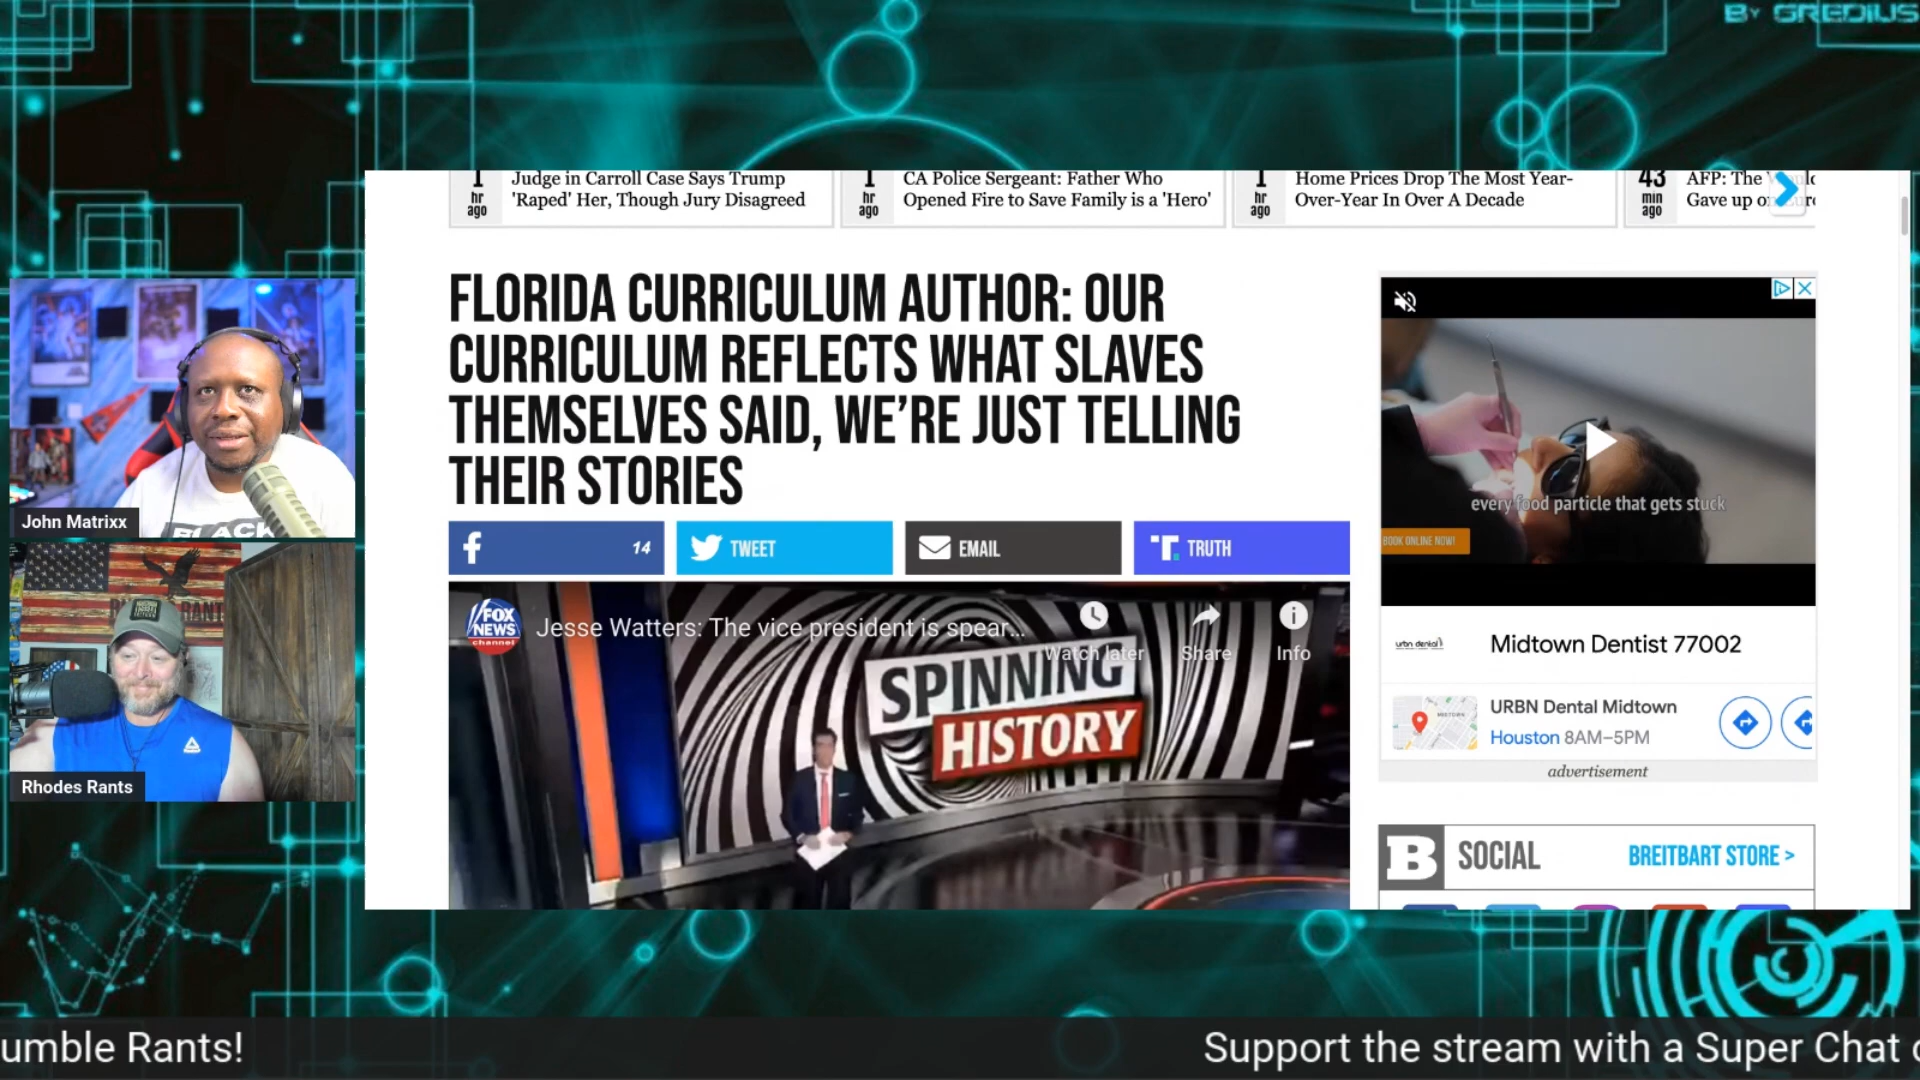 BY GREDIUS
1 hr ago
Judge in Carroll Case Says Trump
'Raped' Her, Though Jury Disagreed
1 hr ago
CA Police Sergeant: Father Who
Opened Fire to Save Family is a 'Hero'
1 hr ago
Home Prices Drop The Most Year-
Over-Year In Over A Decade
43 min ago
AFP: The
Gave up on
FLORIDA CURRICULUM AUTHOR: OUR
CURRICULUM REFLECTS WHAT SLAVES
THEMSELVES SAID, WE'RE JUST TELLING
THEIR STORIES
14
TWEET
EMAIL
TRUTH
FOX
NEWS
channel
Jesse Watters: The vice president is spear...
Watch later
Share
Info
SPINNING
HISTORY
every food particle that gets stuck
BOOK ONLINE NOW!
urbn dental
Midtown Dentist 77002
MIDTOWN
URBN Dental Midtown
Houston 8AM–5PM
advertisement
B SOCIAL
BREITBART STORE >
BLACK
John Matrixx
Rhodes Rants
umble Rants!
Support the stream with a Super Chat